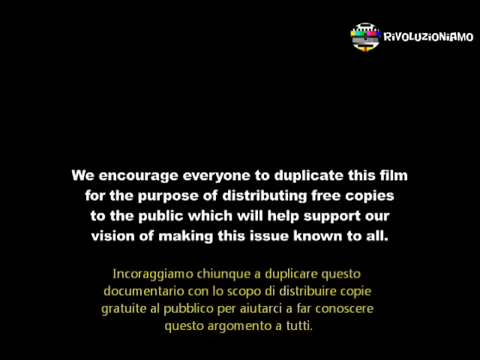 RiVOLUZiONiAMO
We encourage everyone to duplicate this film
for the purpose of distributing free copies
to the public which will help support our
vision of making this issue known to all.
Incoraggiamo chiunque a duplicare questo
documentario con lo scopo di distribuire copie
gratuite al pubblico per aiutarci a far conoscere
questo argomento a tutti.